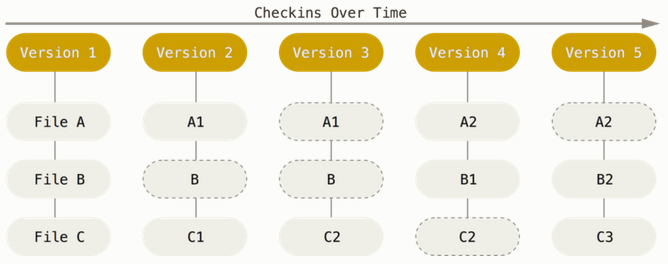 Checkins Over Time
Version 1 Version 2 Version 3 Version 4 Version 5
File A A1 A1 A2 A2
File B B B B1 B2
File C C1 C2 C2 C3